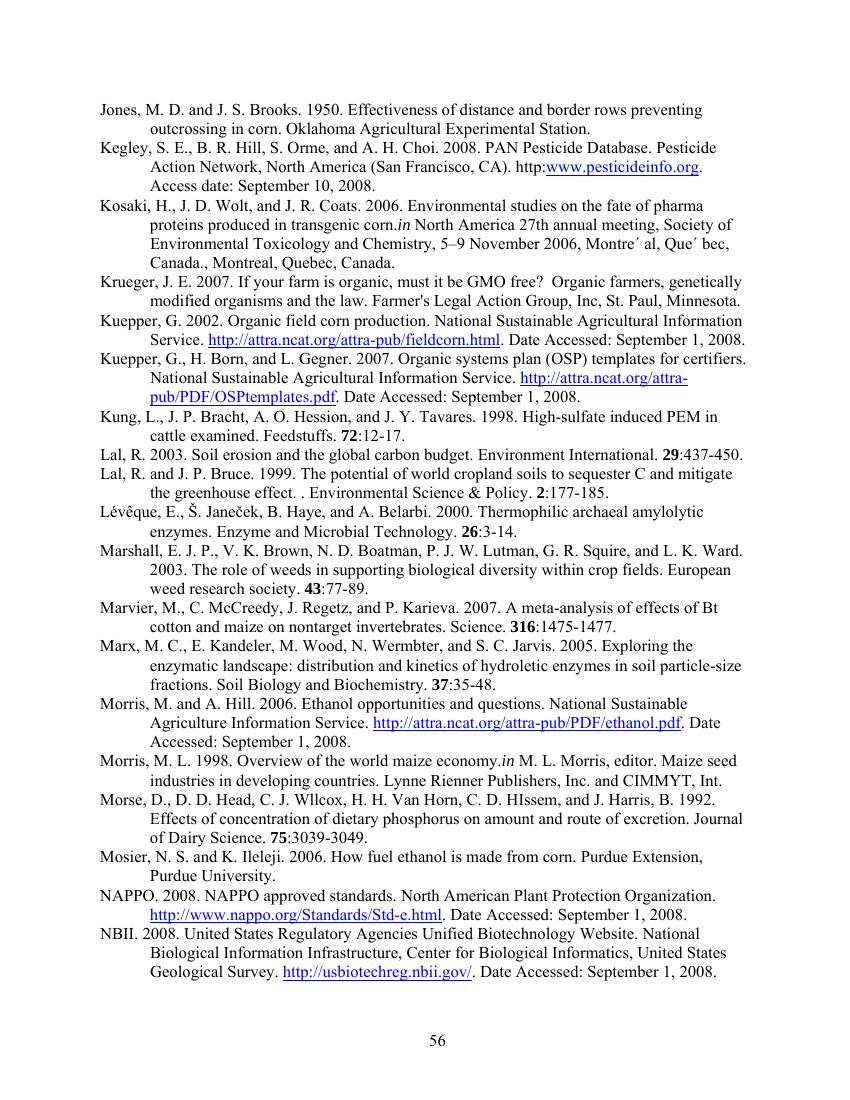 Jones, M. D. and J. S. Brooks. 1950. Effectiveness of distance and border rows preventing
outcrossing in corn. Oklahoma Agricultural Experimental Station.
Kegley, S. E., B. R. Hill, S. Orme, and A. H. Choi. 2008. PAN Pesticide Database. Pesticide
Action Network, North America (San Francisco, CA). http:www.pesticideinfo.org.
Access date: September 10, 2008.
Kosaki, H., J. D. Wolt, and J. R. Coats. 2006. Environmental studies on the fate of pharma
proteins produced in transgenic corn.in North America 27th annual meeting, Society of
Environmental Toxicology and Chemistry, 5–9 November 2006, Montre´ al, Que´ bec,
Canada., Montreal, Quebec, Canada.
Krueger, J. E. 2007. If your farm is organic, must it be GMO free?  Organic farmers, genetically
modified organisms and the law. Farmer's Legal Action Group, Inc, St. Paul, Minnesota.
Kuepper, G. 2002. Organic field corn production. National Sustainable Agricultural Information
Service. http://attra.ncat.org/attra-pub/fieldcorn.html. Date Accessed: September 1, 2008.
Kuepper, G., H. Born, and L. Gegner. 2007. Organic systems plan (OSP) templates for certifiers.
National Sustainable Agricultural Information Service. http://attra.ncat.org/attra-
pub/PDF/OSPtemplates.pdf. Date Accessed: September 1, 2008.
Kung, L., J. P. Bracht, A. O. Hession, and J. Y. Tavares. 1998. High-sulfate induced PEM in
cattle examined. Feedstuffs. 72:12-17.
Lal, R. 2003. Soil erosion and the global carbon budget. Environment International. 29:437-450.
Lal, R. and J. P. Bruce. 1999. The potential of world cropland soils to sequester C and mitigate
the greenhouse effect. . Environmental Science & Policy. 2:177-185.
Lévêque, E., Š. Janeček, B. Haye, and A. Belarbi. 2000. Thermophilic archaeal amylolytic
enzymes. Enzyme and Microbial Technology. 26:3-14.
Marshall, E. J. P., V. K. Brown, N. D. Boatman, P. J. W. Lutman, G. R. Squire, and L. K. Ward.
2003. The role of weeds in supporting biological diversity within crop fields. European
weed research society. 43:77-89.
Marvier, M., C. McCreedy, J. Regetz, and P. Karieva. 2007. A meta-analysis of effects of Bt
cotton and maize on nontarget invertebrates. Science. 316:1475-1477.
Marx, M. C., E. Kandeler, M. Wood, N. Wermbter, and S. C. Jarvis. 2005. Exploring the
enzymatic landscape: distribution and kinetics of hydroletic enzymes in soil particle-size
fractions. Soil Biology and Biochemistry. 37:35-48.
Morris, M. and A. Hill. 2006. Ethanol opportunities and questions. National Sustainable
Agriculture Information Service. http://attra.ncat.org/attra-pub/PDF/ethanol.pdf. Date
Accessed: September 1, 2008.
Morris, M. L. 1998. Overview of the world maize economy.in M. L. Morris, editor. Maize seed
industries in developing countries. Lynne Rienner Publishers, Inc. and CIMMYT, Int.
Morse, D., D. D. Head, C. J. Wllcox, H. H. Van Horn, C. D. HIssem, and J. Harris, B. 1992.
Effects of concentration of dietary phosphorus on amount and route of excretion. Journal
of Dairy Science. 75:3039-3049.
Mosier, N. S. and K. Ileleji. 2006. How fuel ethanol is made from corn. Purdue Extension,
Purdue University.
NAPPO. 2008. NAPPO approved standards. North American Plant Protection Organization.
http://www.nappo.org/Standards/Std-e.html. Date Accessed: September 1, 2008.
NBII. 2008. United States Regulatory Agencies Unified Biotechnology Website. National
Biological Information Infrastructure, Center for Biological Informatics, United States
Geological Survey. http://usbiotechreg.nbii.gov/. Date Accessed: September 1, 2008.
56